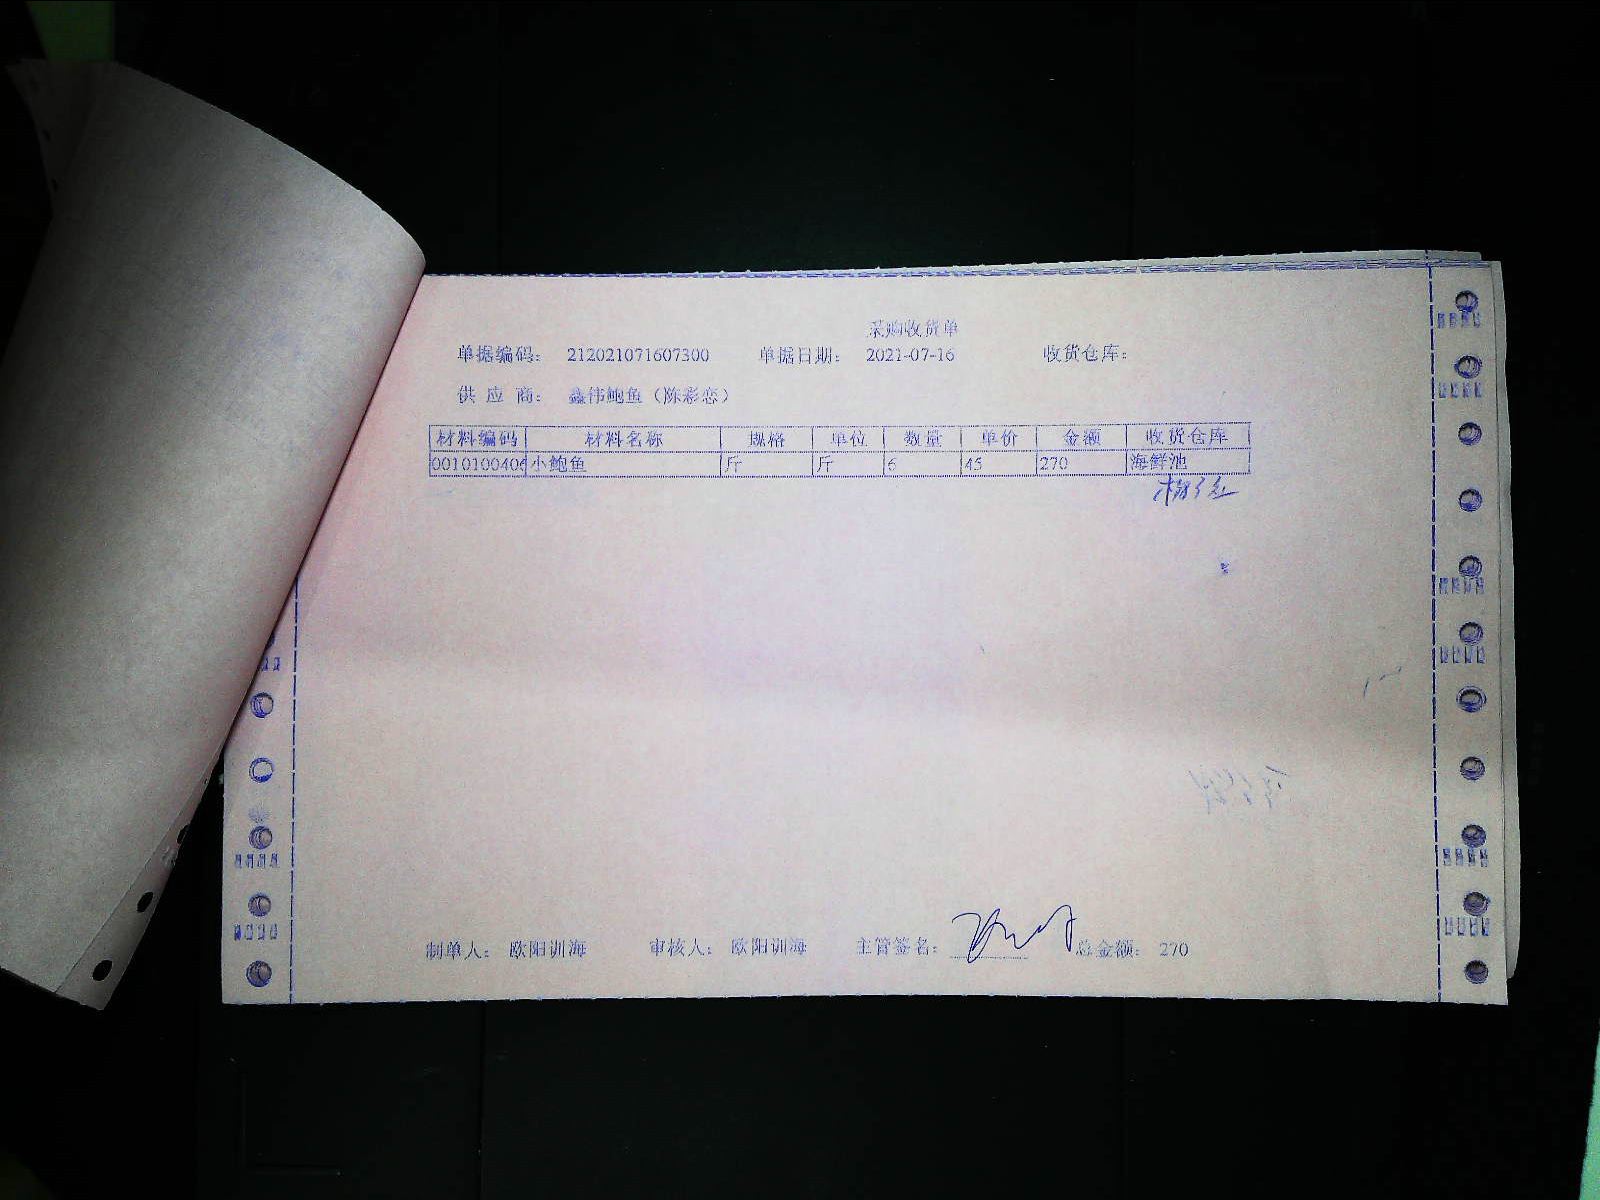 采购收货单
单据编码： 212021071607300 单据日期： 2021-07-16 收货仓库：
供 应 商： 鑫伟鲍鱼（陈彩恋）
材料编码 材料名称 规格 单位 数量 单价 金额 收货仓库
0010100406 小鲍鱼 斤 斤 6 45 270 海鲜池
制单人： 欧阳训海 审核人： 欧阳训海 主管签名： 总金额： 270